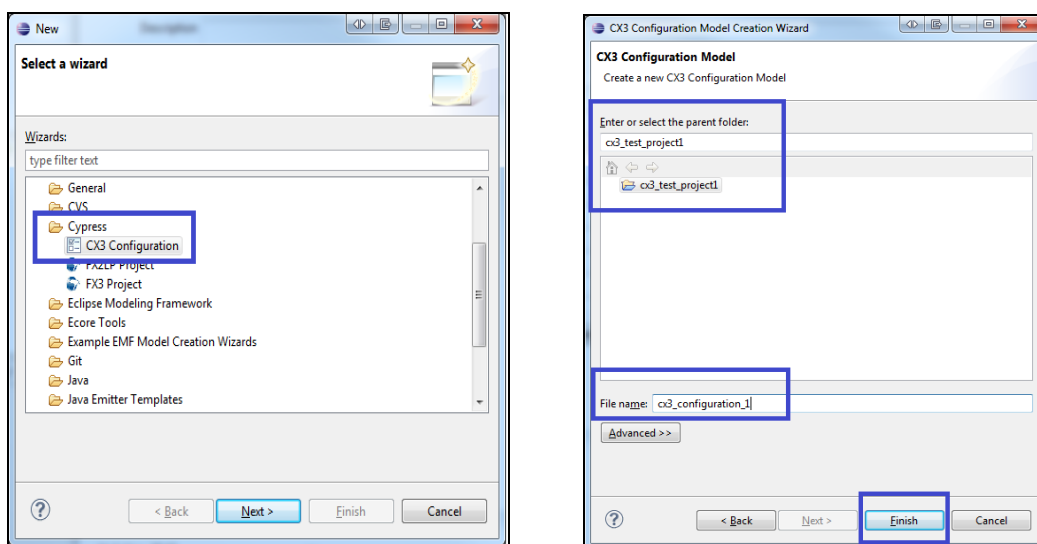 New
Select a wizard
Wizards:
type filter text
General
CVS
Cypress
CX3 Configuration
FX2LP Project
FX3 Project
Eclipse Modeling Framework
Ecore Tools
Example EMF Model Creation Wizards
Git
Java
Java Emitter Templates
< Back
Next >
Finish
Cancel
CX3 Configuration Model Creation Wizard
CX3 Configuration Model
Create a new CX3 Configuration Model
Enter or select the parent folder:
cx3_test_project1
cx3_test_project1
File name: cx3_configuration_1
Advanced >>
< Back
Next >
Finish
Cancel